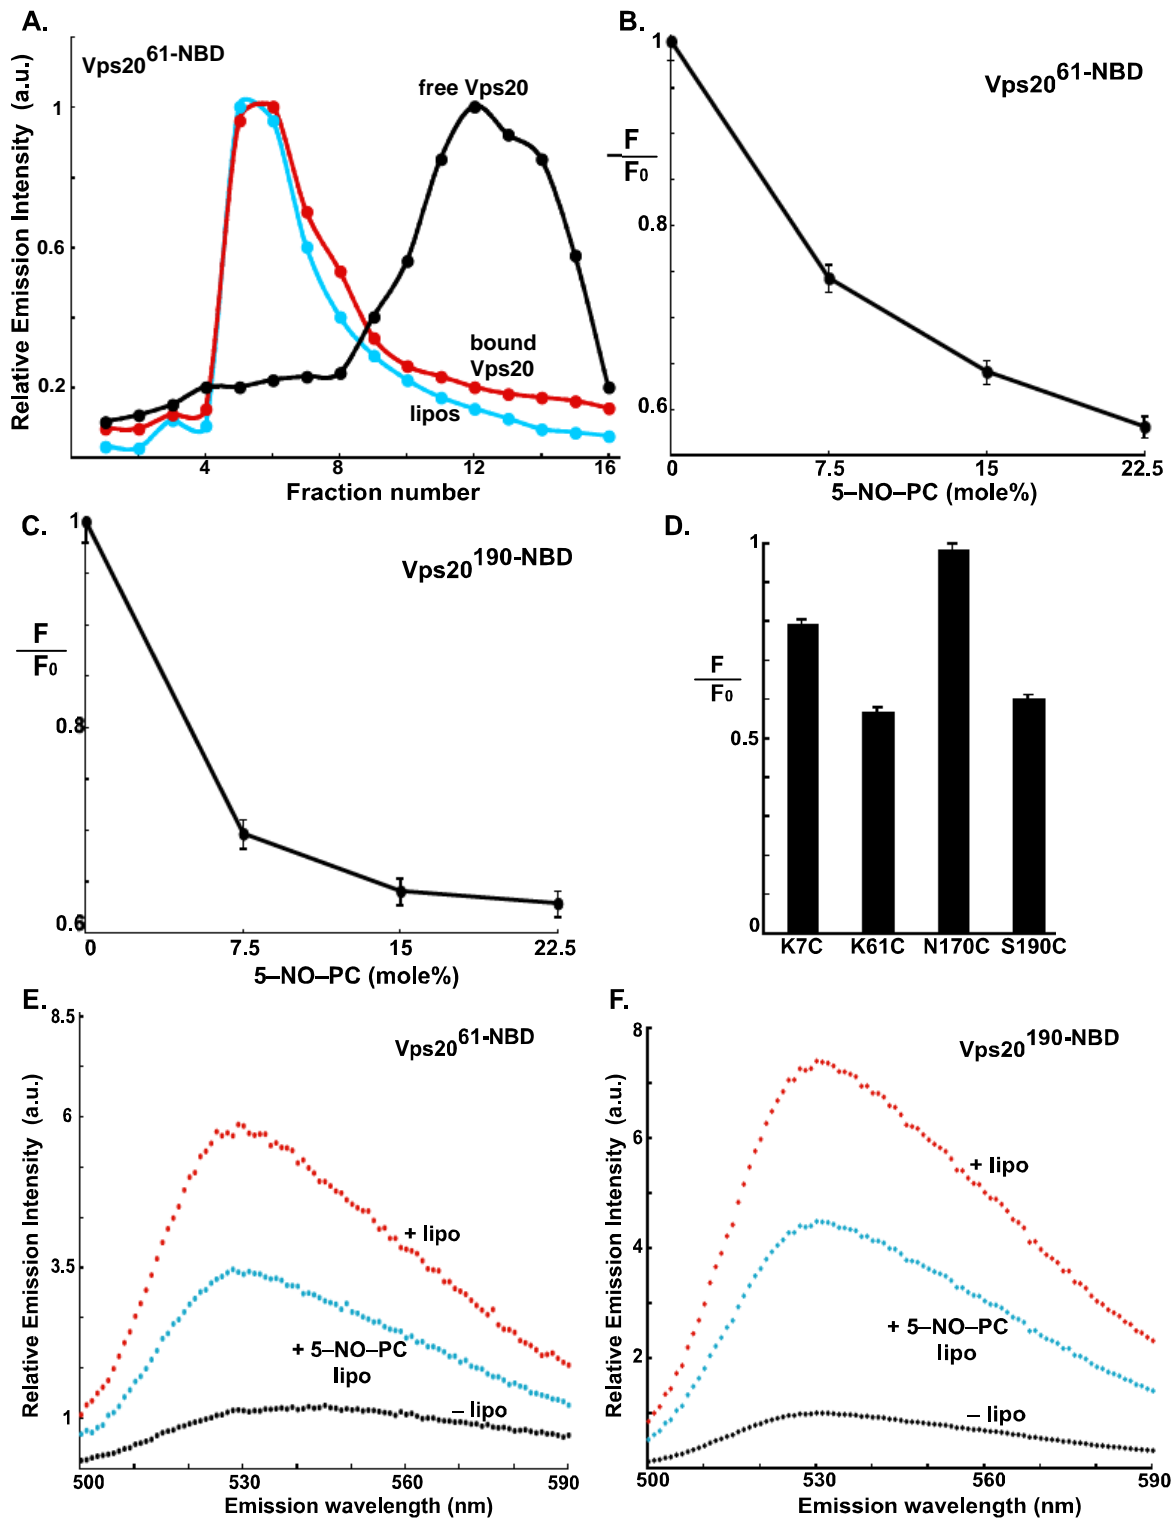 A.
Vps20 61-NBD
free Vps20
bound
Vps20
lipos
Relative Emission Intensity (a.u.)
1
0.6
0.2
4
8
12
16
Fraction number
B.
Vps20 61-NBD
F
F0
1
0.8
0.6
0
7.5
15
22.5
5–NO–PC (mole%)
C.
Vps20 190-NBD
F
F0
1
0.8
0.6
0
7.5
15
22.5
5–NO–PC (mole%)
D.
F
F0
1
0.5
0
K7C
K61C
N170C
S190C
E.
Vps20 61-NBD
Relative Emission Intensity (a.u.)
8.5
6
3.5
1
+ lipo
+ 5–NO–PC
lipo
– lipo
500
530
560
590
Emission wavelength (nm)
F.
Vps20 190-NBD
Relative Emission Intensity (a.u.)
8
6
4
2
+ lipo
+ 5–NO–PC
lipo
– lipo
500
530
560
590
Emission wavelength (nm)